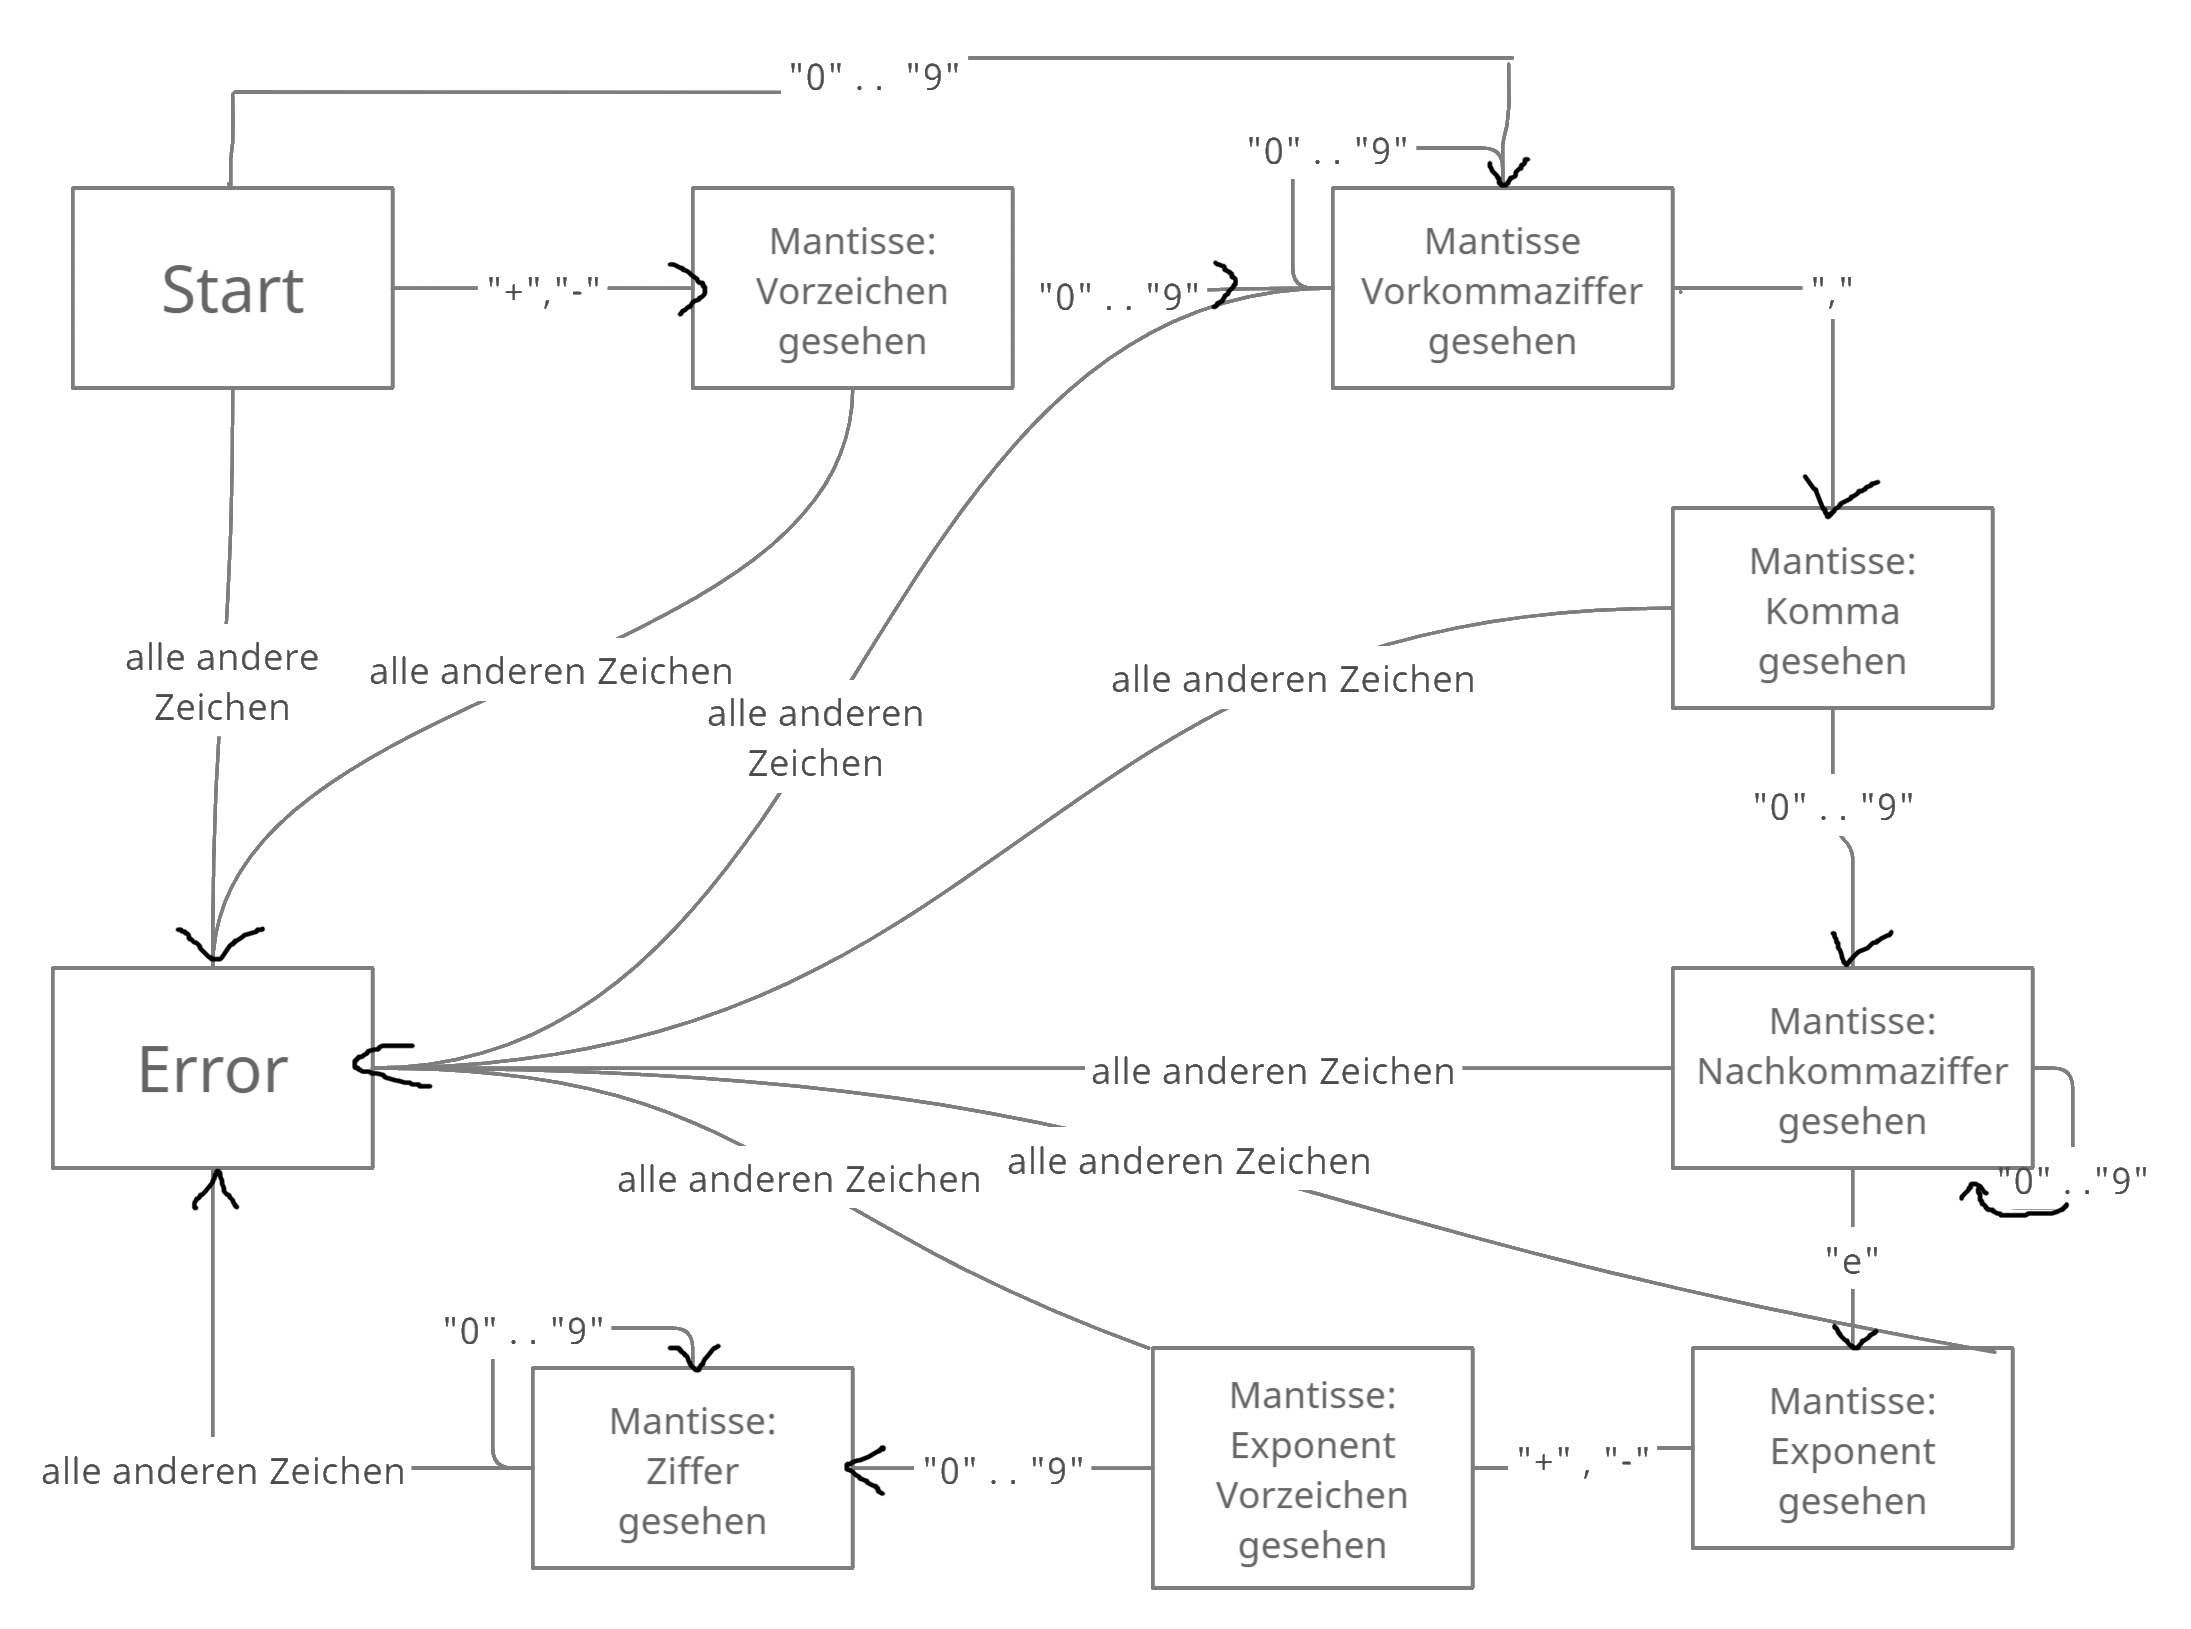 "0" . . "9"
"0" . . "9"
Start
"+","-"
Mantisse:
Vorzeichen
gesehen
"0" . . "9"
Mantisse
Vorkommaziffer
gesehen
","
Mantisse:
Komma
gesehen
alle andere
Zeichen
alle anderen Zeichen
alle anderen
Zeichen
alle anderen Zeichen
"0" . . "9"
Error
alle anderen Zeichen
Mantisse:
Nachkommaziffer
gesehen
alle anderen Zeichen
alle anderen Zeichen
"0" . ."9"
"e"
"0" . . "9"
alle anderen Zeichen
Mantisse:
Ziffer
gesehen
"0" . . "9"
Mantisse:
Exponent
Vorzeichen
gesehen
"+" , "-"
Mantisse:
Exponent
gesehen